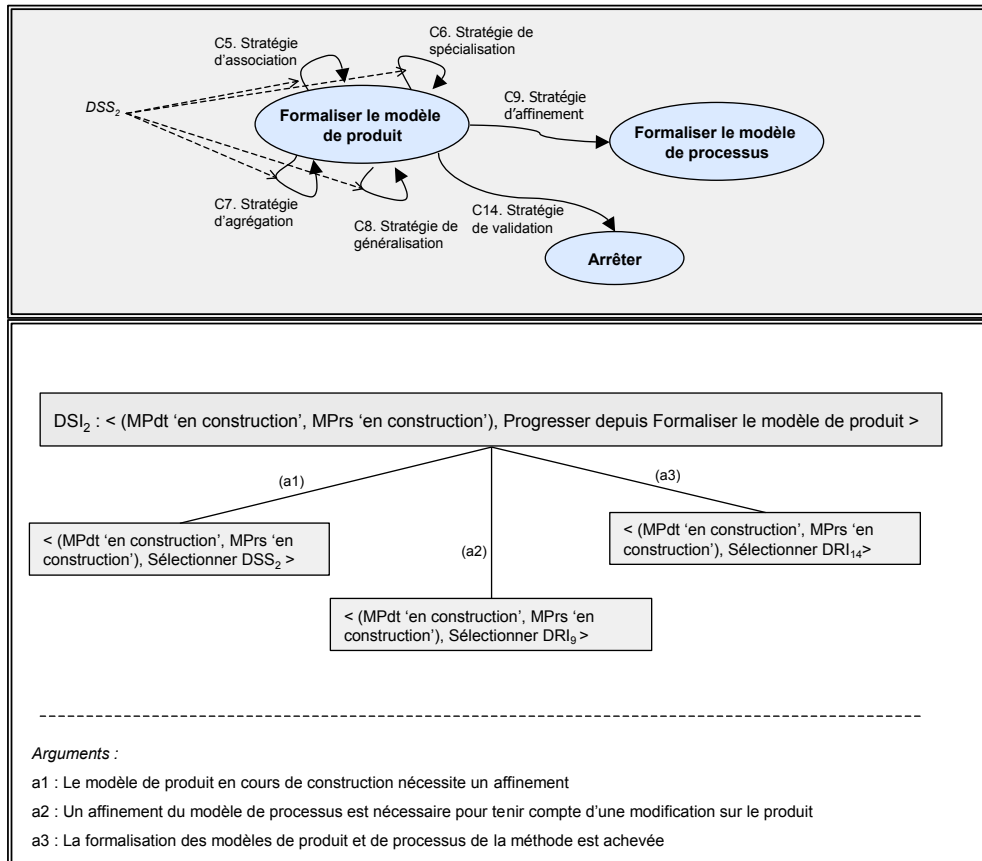 C5. Stratégie
d’association
C6. Stratégie de
spécialisation
DSS2
Formaliser le modèle
de produit
C9. Stratégie
d’affinement
Formaliser le modèle
de processus
C7. Stratégie
d’agrégation
C8. Stratégie de
généralisation
C14. Stratégie
de validation
Arrêter
DSI2 : < (MPdt ‘en construction’, MPrs ‘en construction’), Progresser depuis Formaliser le modèle de produit >
(a1)
(a2)
(a3)
< (MPdt ‘en construction’, MPrs ‘en
construction’), Sélectionner DSS2 >
< (MPdt ‘en construction’, MPrs ‘en
construction’), Sélectionner DRI9 >
< (MPdt ‘en construction’, MPrs ‘en
construction’), Sélectionner DRI14>
Arguments :
a1 : Le modèle de produit en cours de construction nécessite un affinement
a2 : Un affinement du modèle de processus est nécessaire pour tenir compte d’une modification sur le produit
a3 : La formalisation des modèles de produit et de processus de la méthode est achevée